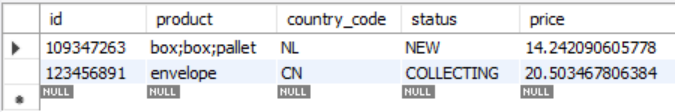 id product country_code status price
109347263 box;box;pallet NL NEW 14.242090605778
123456891 envelope CN COLLECTING 20.503467806384
NULL NULL NULL NULL NULL